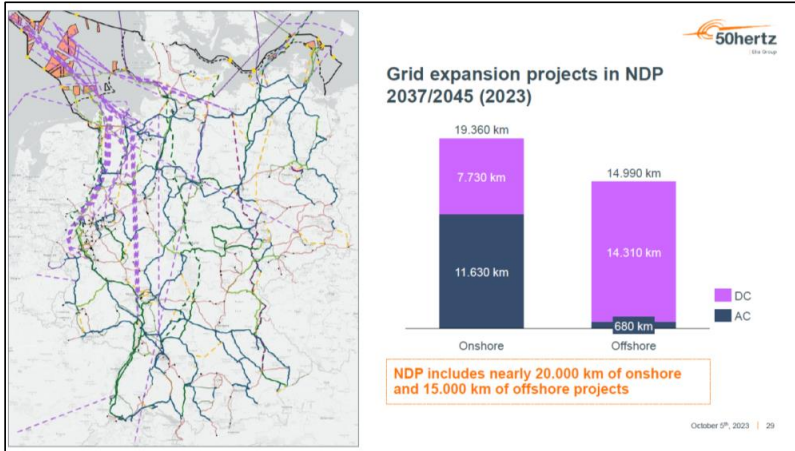 50hertz
Elia Group
Grid expansion projects in NDP
2037/2045 (2023)
19.360 km
14.990 km
7.730 km
14.310 km
11.630 km
DC
AC
680 km
Onshore
Offshore
NDP includes nearly 20.000 km of onshore
and 15.000 km of offshore projects
October 5th, 2023 | 29